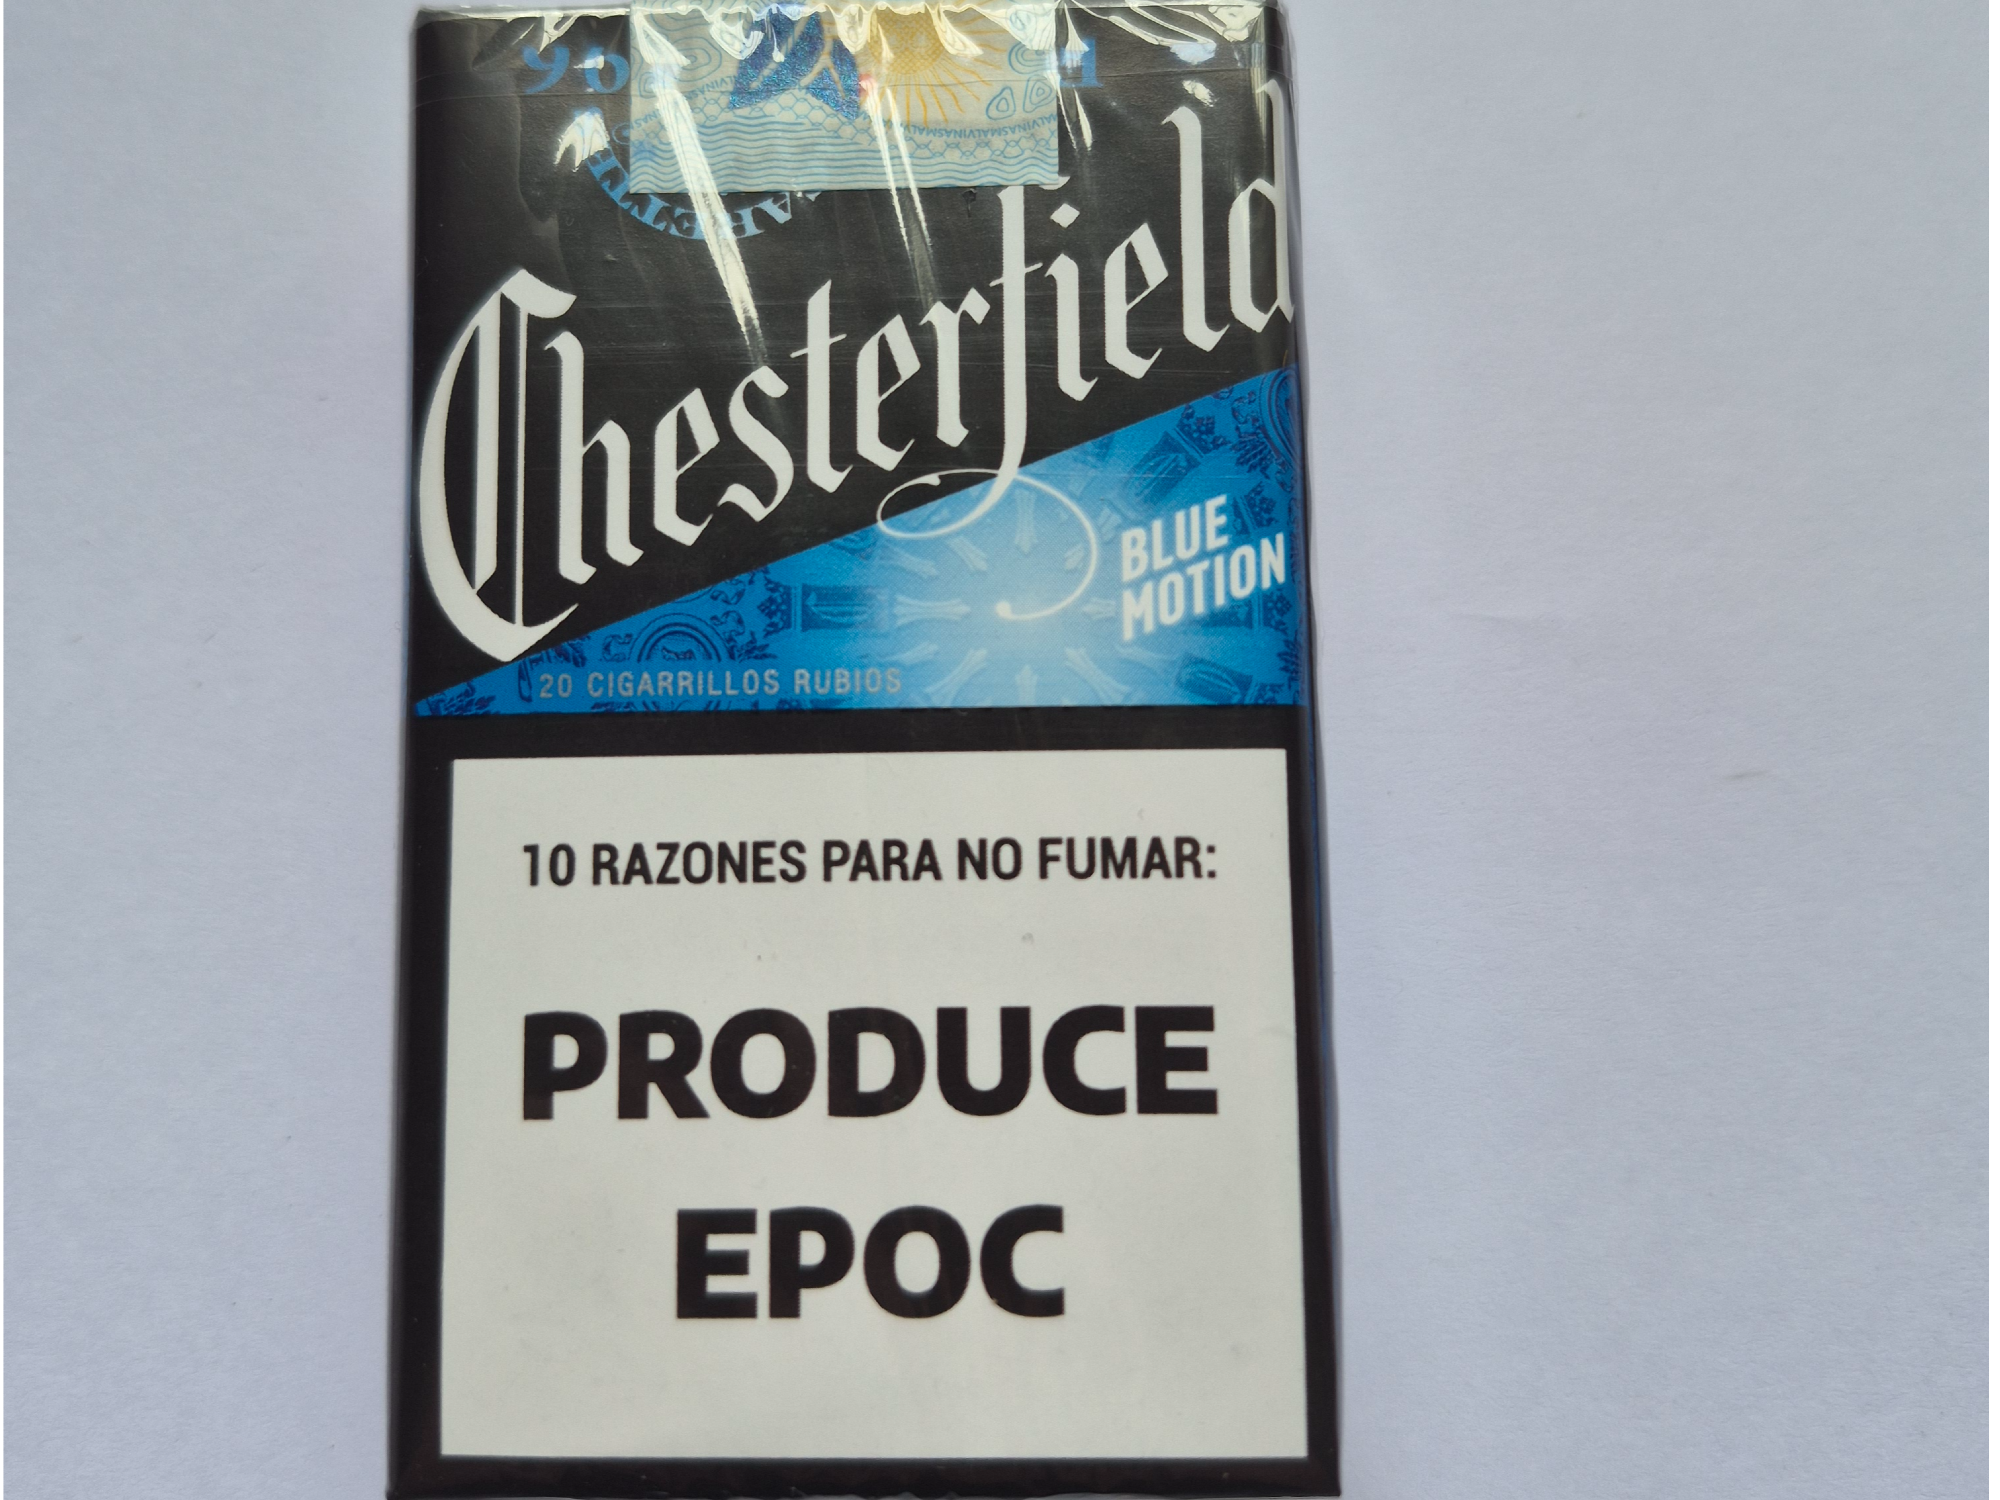 Chesterfield
BLUE
MOTION
20 CIGARRILLOS RUBIOS
10 RAZONES PARA NO FUMAR:
PRODUCE
EPOC